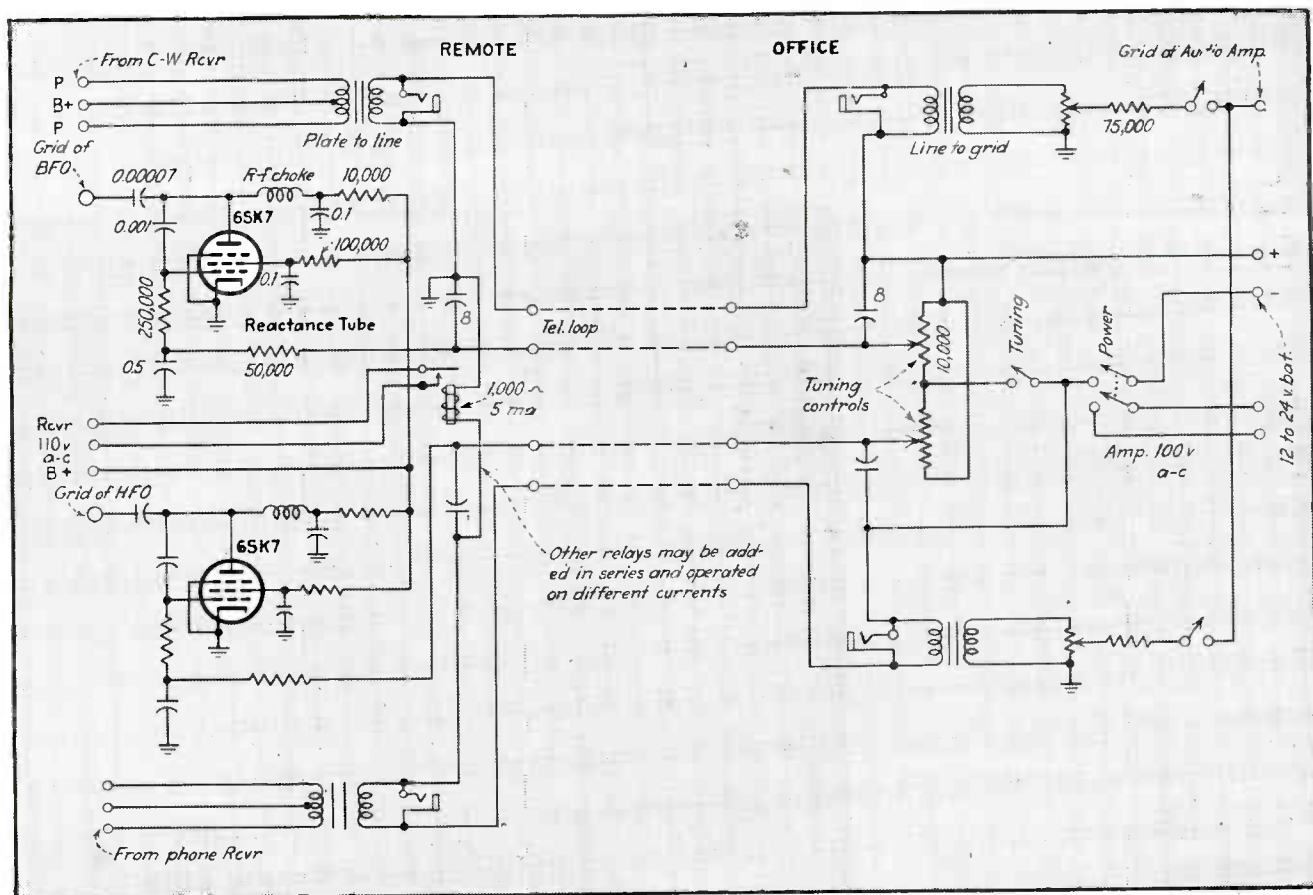 REMOTE
OFFICE
From C-W Rcvr
P
B+
P
Grid of
BFO
Plate to line
0.00007
R-f choke
10,000
0.1
0.001
6SK7
100,000
0.1
250,000
Reactance Tube
0.5
50,000
8
Rcvr
110 v
a-c
B+
1,000 ~
5 ma
Grid of HFO
6SK7
Other relays may be add-
ed in series and operated
on different currents
From phone Rcvr
Tel. loop
Grid of Audio Amp.
Line to grid
75,000
+
-
8
10,000
Tuning
Power
Tuning
controls
Amp. 100 v
a-c
12 to 24 v. bat.